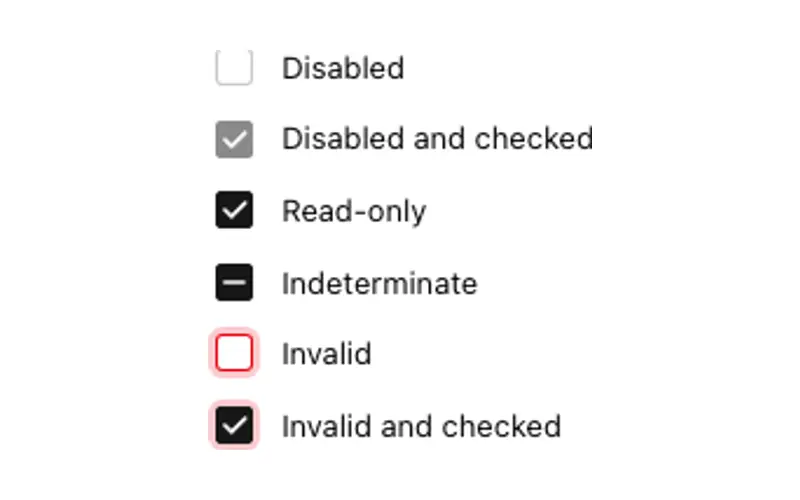 Disabled
Disabled and checked
Read-only
Indeterminate
Invalid
Invalid and checked